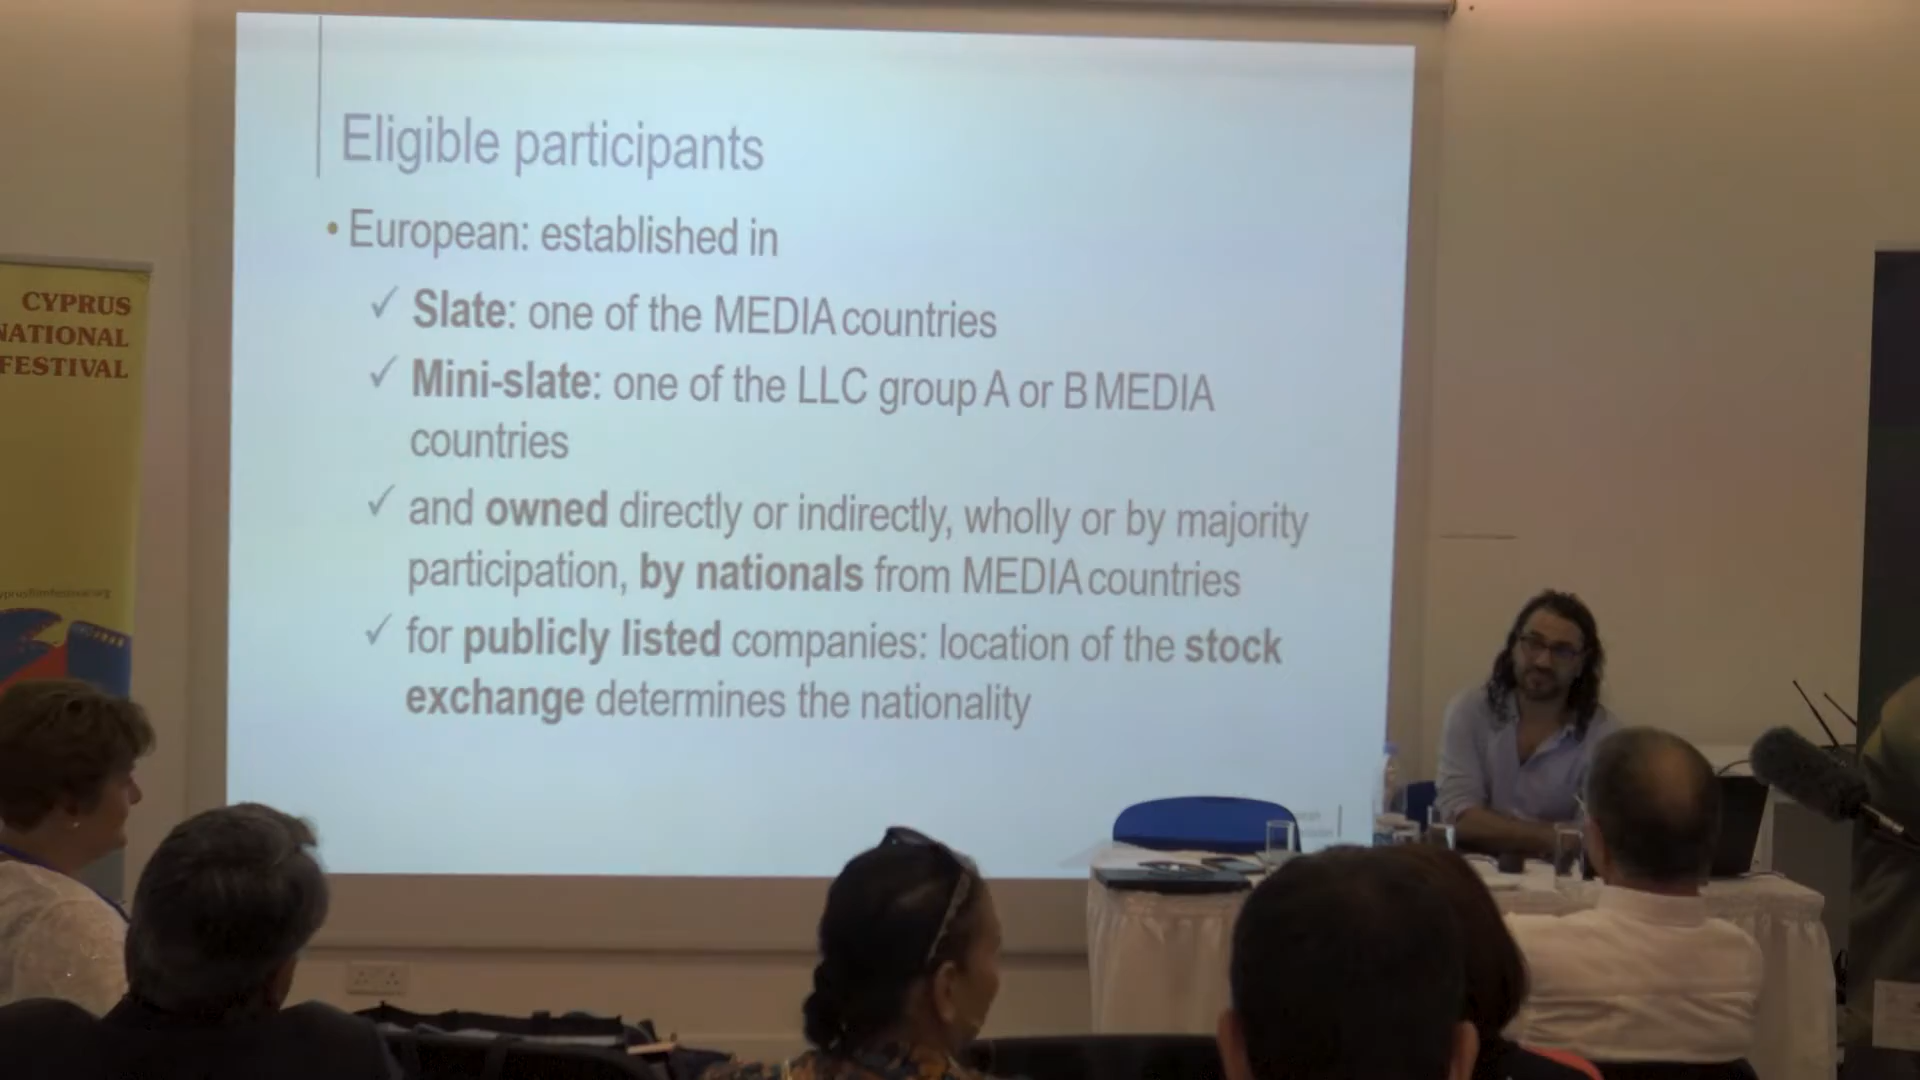 Eligible participants
• European: established in
✓ Slate: one of the MEDIA countries
✓ Mini-slate: one of the LLC group A or B MEDIA
countries
✓ and owned directly or indirectly, wholly or by majority
participation, by nationals from MEDIA countries
✓ for publicly listed companies: location of the stock
exchange determines the nationality
CYPRUS
NATIONAL
FESTIVAL
yprusfilmfestival.org